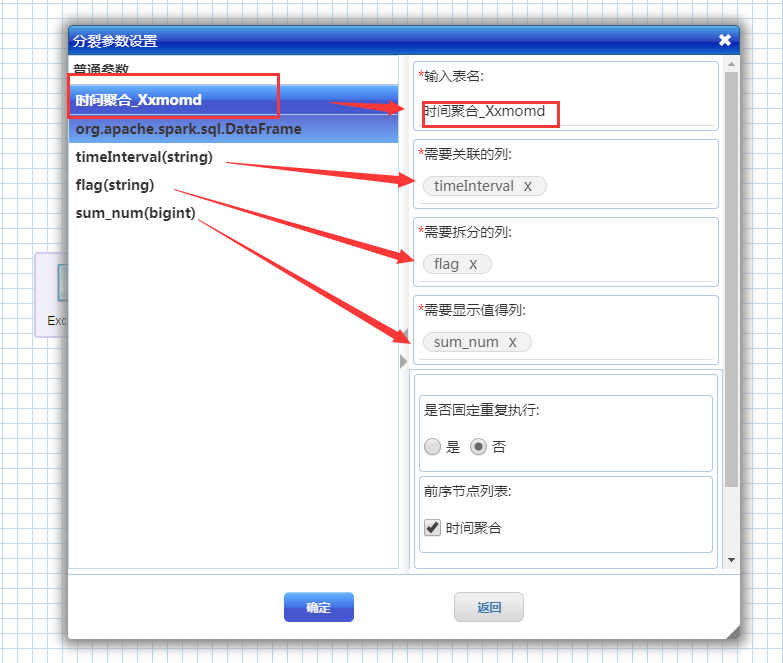 分裂参数设置
普通参数
时间聚合_Xxmomd
org.apache.spark.sql.DataFrame
timeInterval(string)
flag(string)
sum_num(bigint)
*输入表名:
时间聚合_Xxmomd
*需要关联的列:
timeInterval X
*需要拆分的列:
flag X
*需要显示值得列:
sum_num X
是否固定重复执行:
是 否
前序节点列表:
时间聚合
Exc
确定 返回